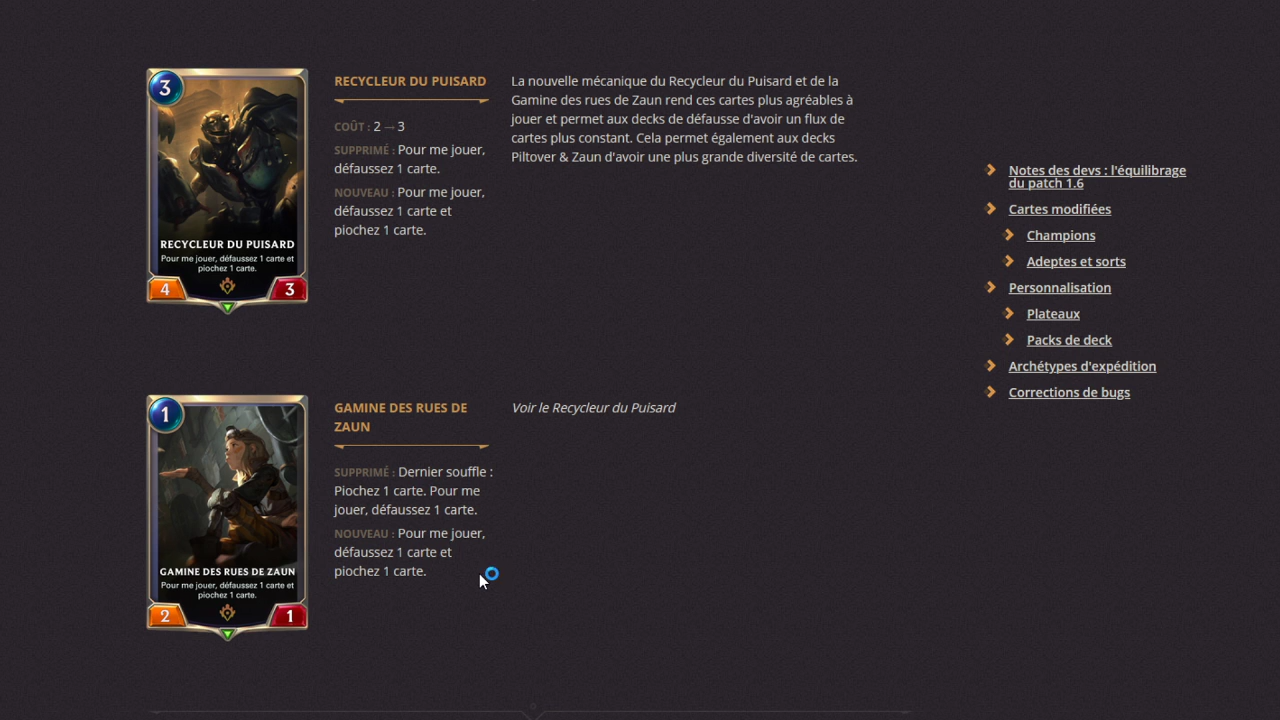 3
RECYCLEUR DU PUISARD
Pour me jouer, défaussez 1 carte et
piochez 1 carte.
4
3
RECYCLEUR DU PUISARD
COÛT : 2 → 3
SUPPRIMÉ : Pour me jouer,
défaussez 1 carte.
NOUVEAU : Pour me jouer,
défaussez 1 carte et
piochez 1 carte.
La nouvelle mécanique du Recycleur du Puisard et de la
Gamine des rues de Zaun rend ces cartes plus agréables à
jouer et permet aux decks de défausse d'avoir un flux de
cartes plus constant. Cela permet également aux decks
Piltover & Zaun d'avoir une plus grande diversité de cartes.
1
GAMINE DES RUES DE ZAUN
Pour me jouer, défaussez 1 carte et
piochez 1 carte.
2
1
GAMINE DES RUES DE
ZAUN
SUPPRIMÉ : Dernier souffle :
Piochez 1 carte. Pour me
jouer, défaussez 1 carte.
NOUVEAU : Pour me jouer,
défaussez 1 carte et
piochez 1 carte.
Voir le Recycleur du Puisard
Notes des devs : l'équilibrage
du patch 1.6
Cartes modifiées
Champions
Adeptes et sorts
Personnalisation
Plateaux
Packs de deck
Archétypes d'expédition
Corrections de bugs